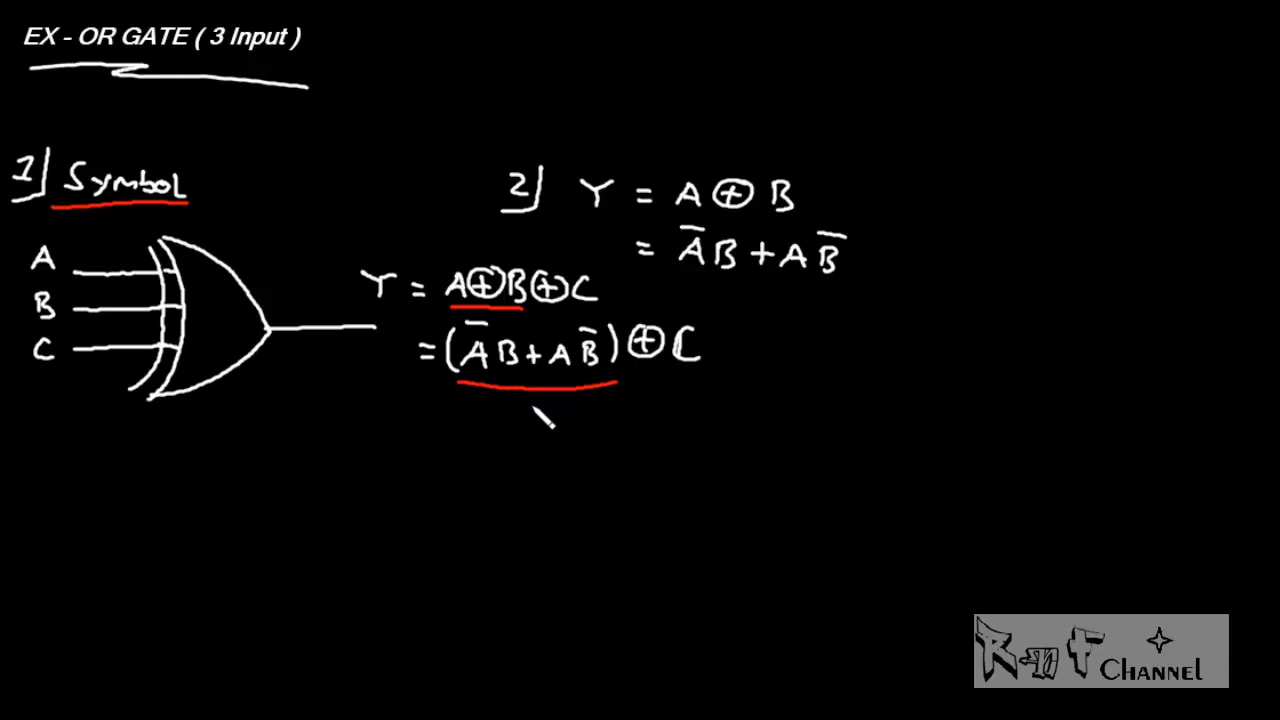 EX - OR GATE ( 3 Input )
1] Symbol
A
B
C
2] Y = A ⊕ B
= A̅B + AB̅
Y = A⊕B⊕C
= (A̅B + AB̅) ⊕ C
CHANNEL